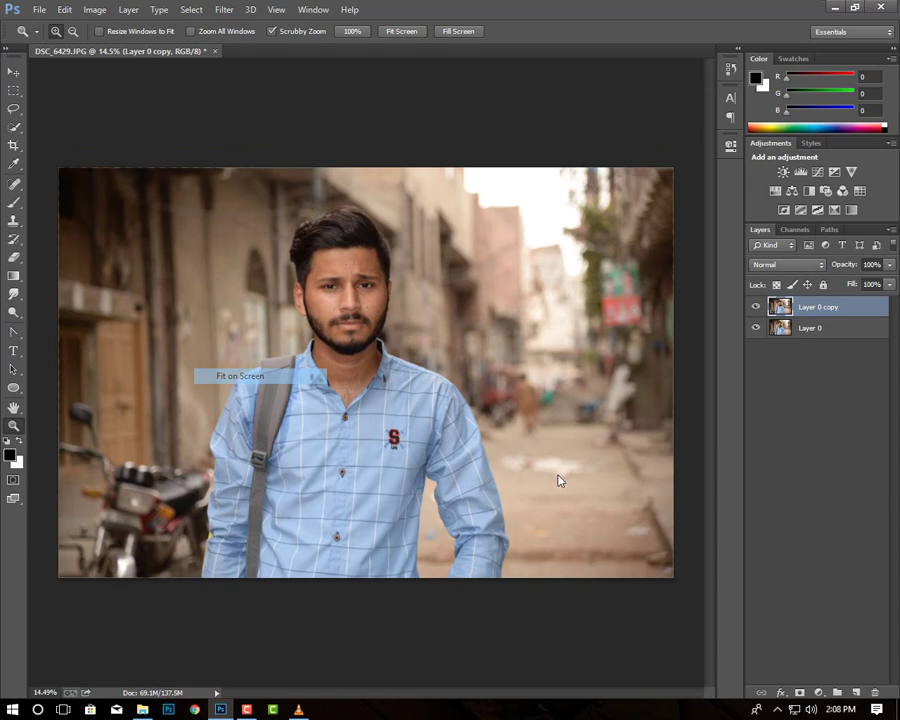 Ps File Edit Image Layer Type Select Filter 3D View Window Help
Resize Windows to Fit Zoom All Windows Scrubby Zoom 100% Fit Screen Fill Screen Essentials
DSC_6429.JPG @ 14.5% (Layer 0 copy, RGB/8) * ×
Color Swatches
R 0
G 0
B 0
Adjustments Styles
Add an adjustment
Layers Channels Paths
Kind
Normal Opacity: 100%
Lock: Fill: 100%
Layer 0 copy
Layer 0
Fit on Screen
S
14.49% Doc: 69.1M/137.5M
2:08 PM